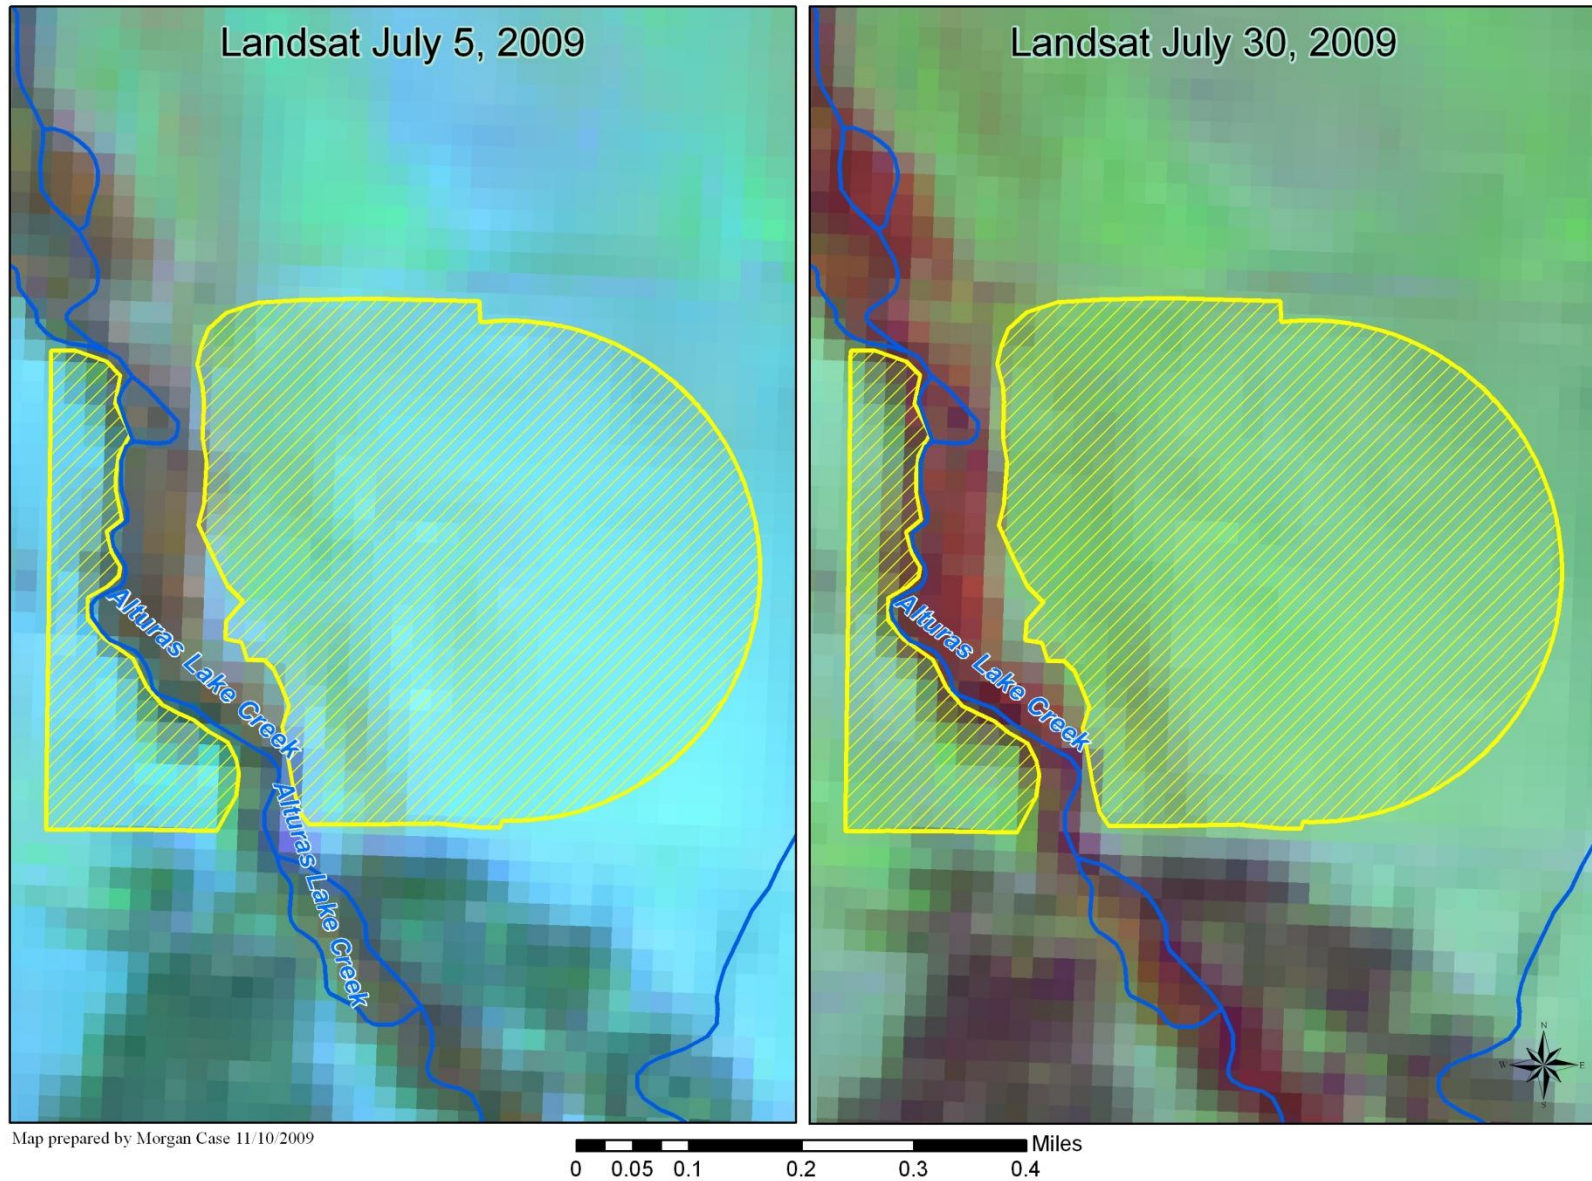 Landsat July 5, 2009
Landsat July 30, 2009
Alturas Lake Creek
Alturas Lake Creek
Alturas Lake Creek
N
W
E
S
Map prepared by Morgan Case 11/10/2009
Miles
0 0.05 0.1 0.2 0.3 0.4